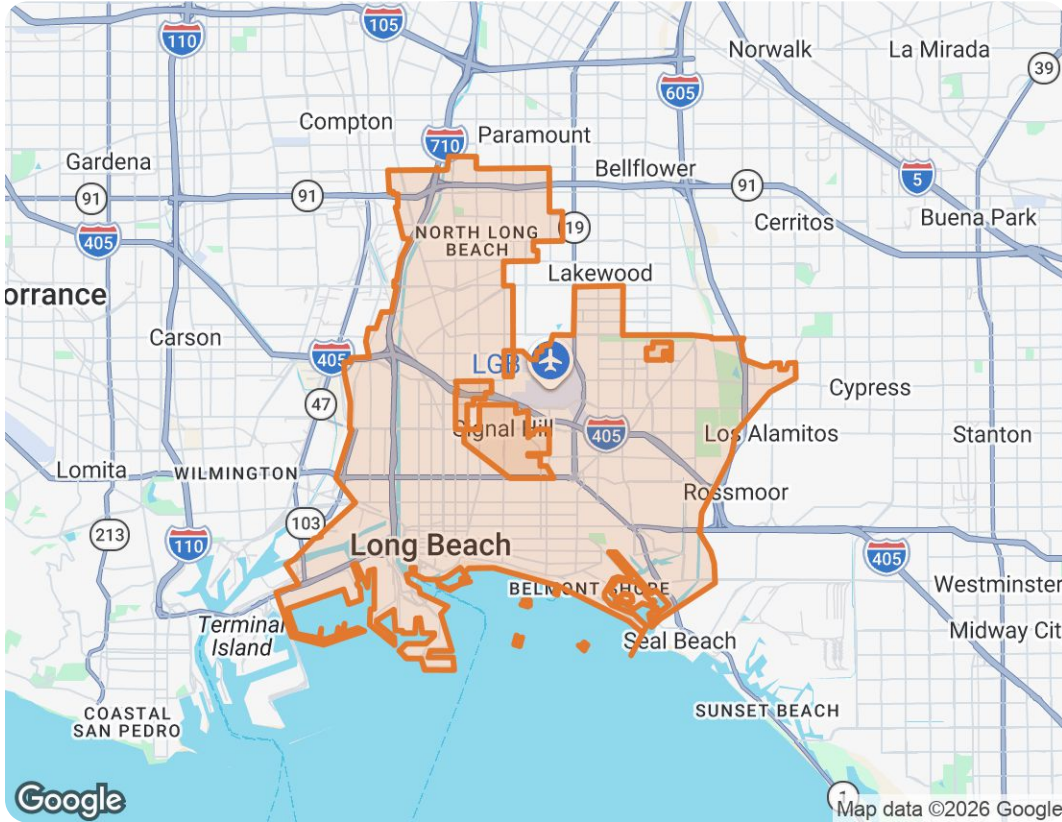 105
110
Norwalk
La Mirada
39
605
Compton
710
Paramount
Gardena
Bellflower
5
91
91
91
19
Cerritos
Buena Park
405
NORTH LONG
BEACH
Lakewood
orrance
Carson
405
LGB
Cypress
47
Signal Hill
405
Los Alamitos
Stanton
Lomita
WILMINGTON
Rossmoor
213
103
110
Long Beach
405
BELMONT SHORE
Westminster
Terminal
Island
Seal Beach
Midway Cit
COASTAL
SAN PEDRO
SUNSET BEACH
Google
1
Map data ©2026 Google